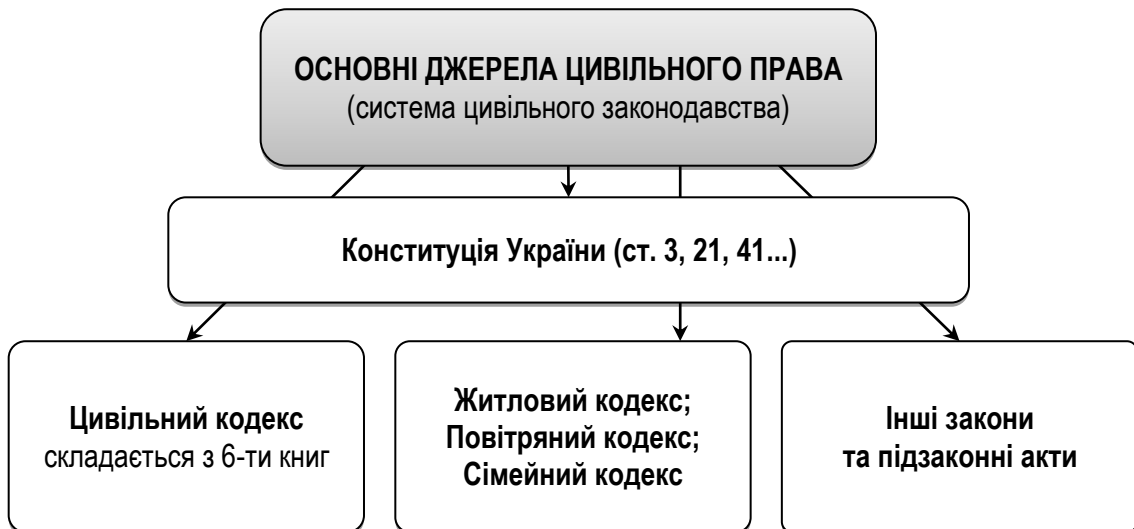 ОСНОВНІ ДЖЕРЕЛА ЦИВІЛЬНОГО ПРАВА
(система цивільного законодавства)
Конституція України (ст. 3, 21, 41...)
Цивільний кодекс
складається з 6-ти книг
Житловий кодекс;
Повітряний кодекс;
Сімейний кодекс
Інші закони
та підзаконні акти